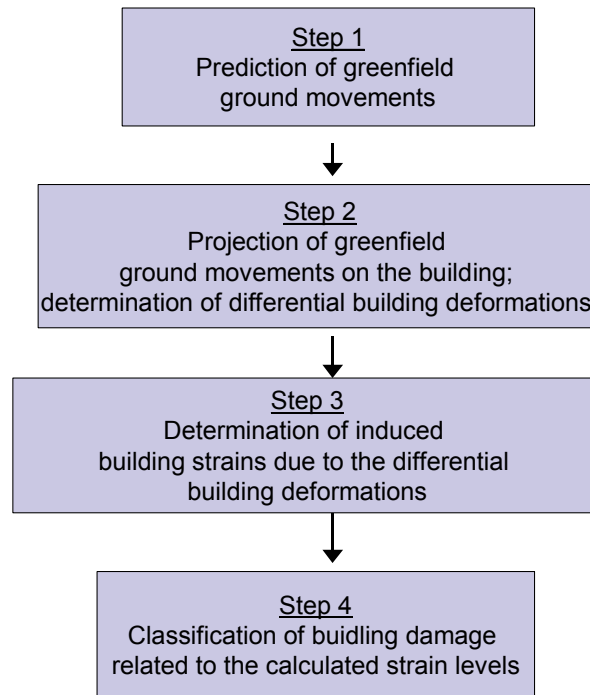 Step 1
Prediction of greenfield
ground movements
Step 2
Projection of greenfield
ground movements on the building;
determination of differential building deformations
Step 3
Determination of induced
building strains due to the differential
building deformations
Step 4
Classification of buidling damage
related to the calculated strain levels